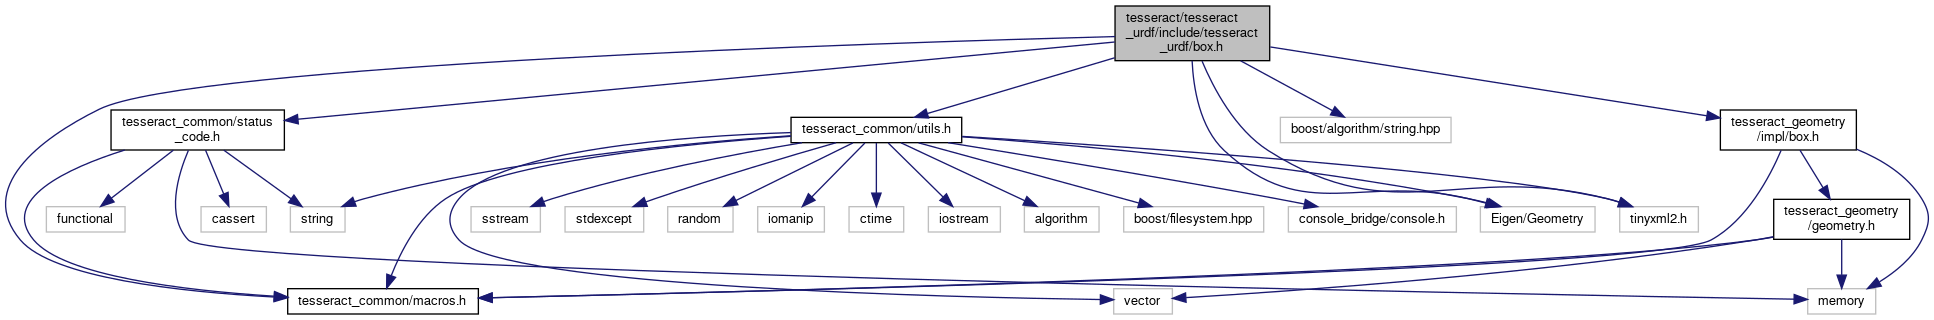 tesseract/tesseract
_urdf/include/tesseract
_urdf/box.h
tesseract_common/status
_code.h
tesseract_common/utils.h
boost/algorithm/string.hpp
tesseract_geometry
/impl/box.h
functional
cassert
string
sstream
stdexcept
random
iomanip
ctime
iostream
algorithm
boost/filesystem.hpp
console_bridge/console.h
Eigen/Geometry
tinyxml2.h
tesseract_geometry
/geometry.h
tesseract_common/macros.h
vector
memory